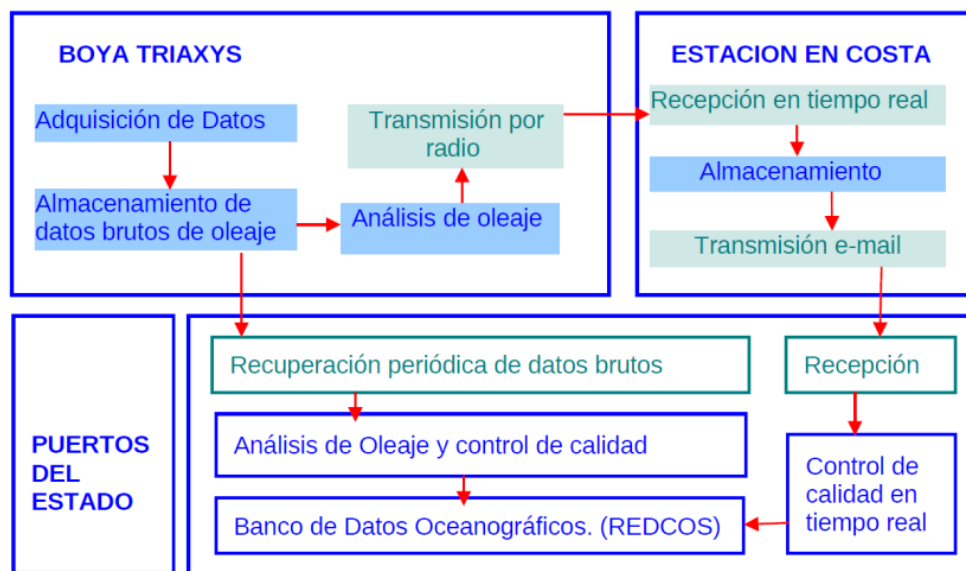 BOYA TRIAXYS
Adquisición de Datos
Almacenamiento de
datos brutos de oleaje
Análisis de oleaje
Transmisión por
radio
ESTACION EN COSTA
Recepción en tiempo real
Almacenamiento
Transmisión e-mail
PUERTOS
DEL
ESTADO
Recuperación periódica de datos brutos
Análisis de Oleaje y control de calidad
Banco de Datos Oceanográficos. (REDCOS)
Recepción
Control de
calidad en
tiempo real